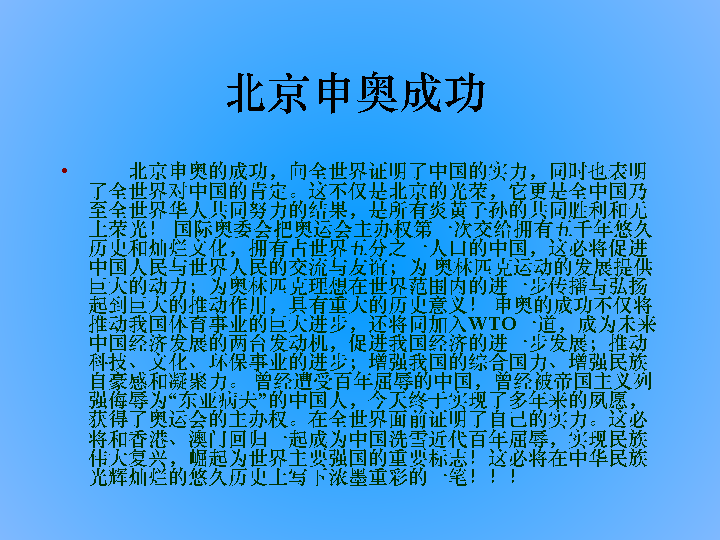 北京申奥成功
• 北京申奥的成功，向全世界证明了中国的实力，同时也表明
了全世界对中国的肯定。这不仅是北京的光荣，它更是全中国乃
至全世界华人共同努力的结果，是所有炎黄子孙的共同胜利和无
上荣光！ 国际奥委会把奥运会主办权第一次交给拥有五千年悠久
历史和灿烂文化，拥有占世界五分之一人口的中国，这必将促进
中国人民与世界人民的交流与友谊；为 奥林匹克运动的发展提供
巨大的动力；为奥林匹克理想在世界范围内的进一步传播与弘扬
起到巨大的推动作用，具有重大的历史意义！ 申奥的成功不仅将
推动我国体育事业的巨大进步，还将同加入WTO一道，成为未来
中国经济发展的两台发动机，促进我国经济的进一步发展；推动
科技、文化、环保事业的进步；增强我国的综合国力、增强民族
自豪感和凝聚力。 曾经遭受百年屈辱的中国，曾经被帝国主义列
强侮辱为“东亚病夫”的中国人，今天终于实现了多年来的夙愿，
获得了奥运会的主办权。在全世界面前证明了自己的实力。这必
将和香港、澳门回归一起成为中国洗雪近代百年屈辱，实现民族
伟大复兴，崛起为世界主要强国的重要标志！这必将在中华民族
光辉灿烂的悠久历史上写下浓墨重彩的一笔！！！